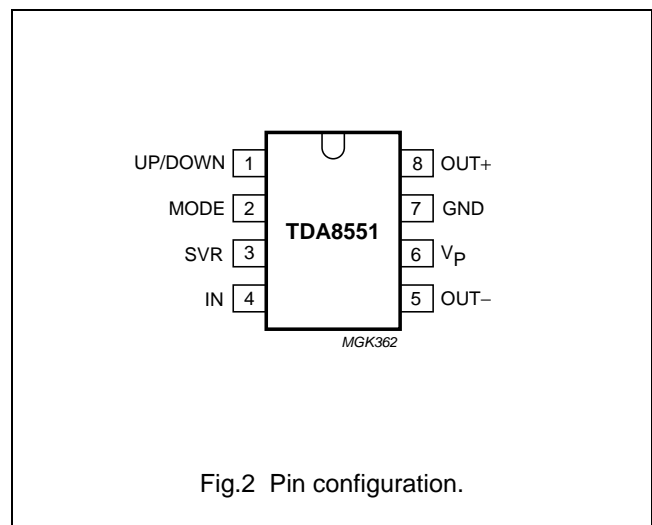 UP/DOWN 1 8 OUT+
MODE 2 7 GND
TDA8551
SVR 3 6 VP
IN 4 5 OUT−
MGK362
Fig.2 Pin configuration.